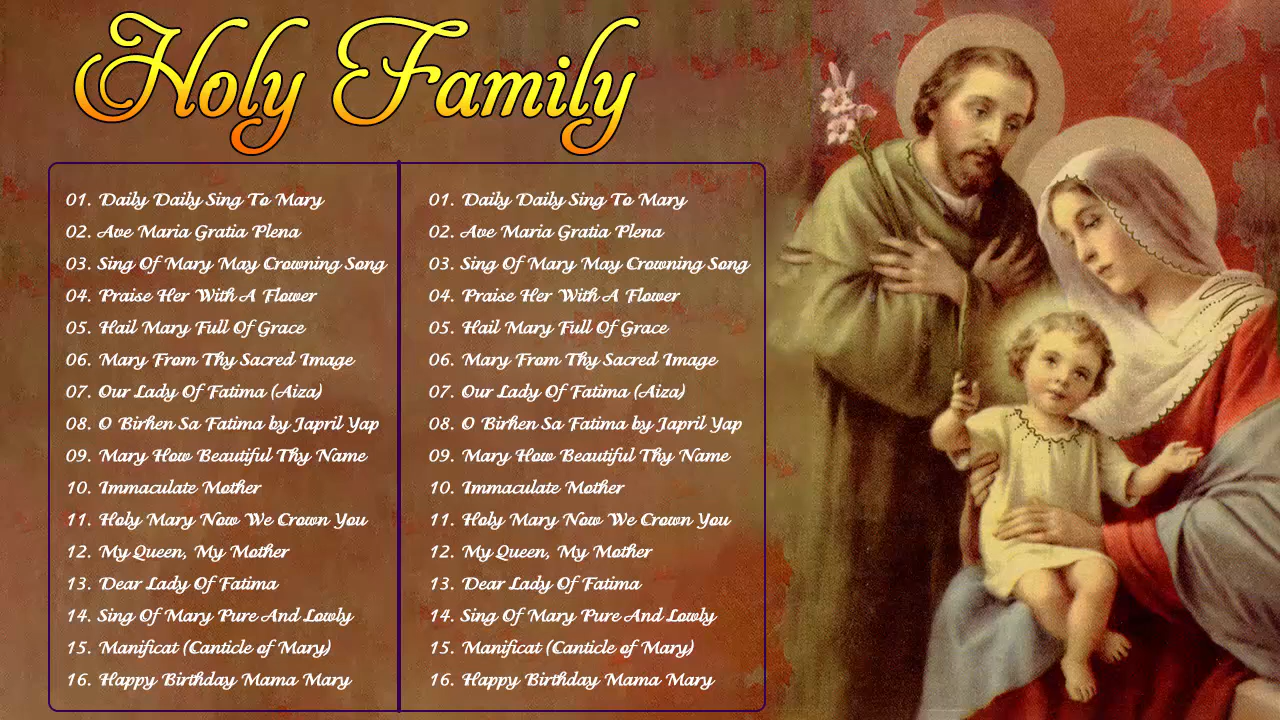 Holy Family
01. Daily Daily Sing To Mary
02. Ave Maria Gratia Plena
03. Sing Of Mary May Crowning Song
04. Praise Her With A Flower
05. Hail Mary Full Of Grace
06. Mary From Thy Sacred Image
07. Our Lady Of Fatima (Aiza)
08. O Birhen Sa Fatima by Japril Yap
09. Mary How Beautiful Thy Name
10. Immaculate Mother
11. Holy Mary Now We Crown You
12. My Queen, My Mother
13. Dear Lady Of Fatima
14. Sing Of Mary Pure And Lowly
15. Manificat (Canticle of Mary)
16. Happy Birthday Mama Mary
01. Daily Daily Sing To Mary
02. Ave Maria Gratia Plena
03. Sing Of Mary May Crowning Song
04. Praise Her With A Flower
05. Hail Mary Full Of Grace
06. Mary From Thy Sacred Image
07. Our Lady Of Fatima (Aiza)
08. O Birhen Sa Fatima by Japril Yap
09. Mary How Beautiful Thy Name
10. Immaculate Mother
11. Holy Mary Now We Crown You
12. My Queen, My Mother
13. Dear Lady Of Fatima
14. Sing Of Mary Pure And Lowly
15. Manificat (Canticle of Mary)
16. Happy Birthday Mama Mary